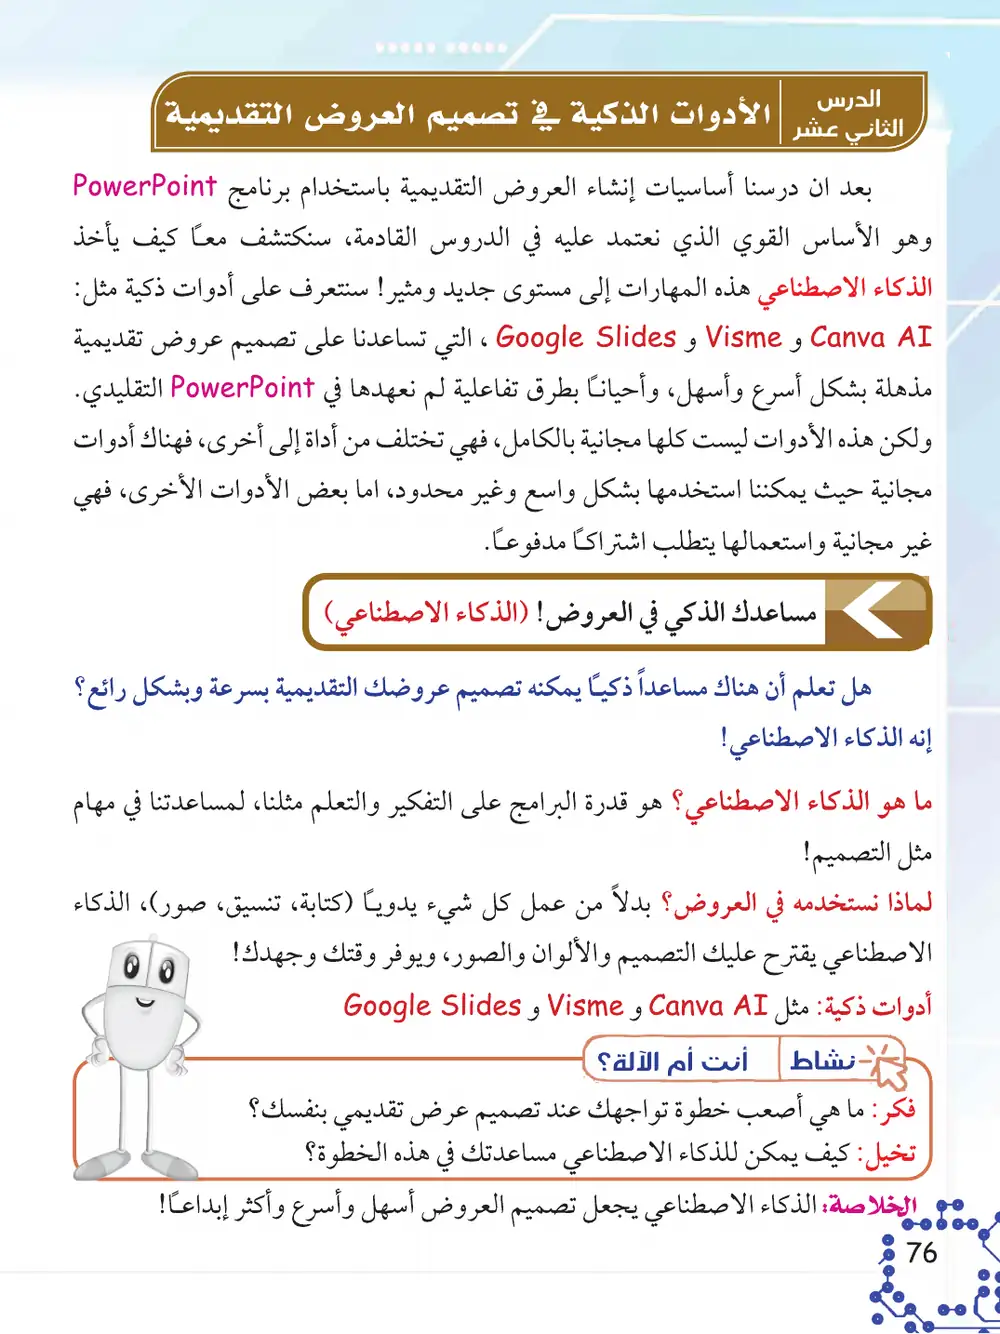 الدرس
الثاني عشر
الأدوات الذكية في تصميم العروض التقديمية
بعد ان درسنا أساسيات إنشاء العروض التقديمية باستخدام برنامج PowerPoint
وهو الأساس القوي الذي نعتمد عليه في الدروس القادمة، سنكتشف معـًا كيف يأخذ
الذكاء الاصطناعي هذه المهارات إلى مستوى جديد ومثير! سنتعرف على أدوات ذكية مثل:
Canva AI و Visme و Google Slides ، التي تساعدنا على تصميم عروض تقديمية
مذهلة بشكل أسرع وأسهل، وأحيانـًا بطرق تفاعلية لم نعهدها في PowerPoint التقليدي.
ولكن هذه الأدوات ليست كلها مجانية بالكامل، فهي تختلف من أداة إلى أخرى، فهناك أدوات
مجانية حيث يمكننا استخدمها بشكل واسع وغير محدود، اما بعض الأدوات الأخرى، فهي
غير مجانية واستعمالها يتطلب اشتراكـًا مدفوعـًا.
مساعدك الذكي في العروض! (الذكاء الاصطناعي)
هل تعلم أن هناك مساعداً ذكيـًا يمكنه تصميم عروضك التقديمية بسرعة وبشكل رائع؟
إنه الذكاء الاصطناعي!
ما هو الذكاء الاصطناعي؟ هو قدرة البرامج على التفكير والتعلم مثلنا، لمساعدتنا في مهام
مثل التصميم!
لماذا نستخدمه في العروض؟ بدلاً من عمل كل شيء يدويـًا (كتابة، تنسيق، صور)، الذكاء
الاصطناعي يقترح عليك التصميم والألوان والصور، ويوفر وقتك وجهدك!
أدوات ذكية: مثل Canva AI و Visme و Google Slides
نشاط
أنت أم الآلة؟
فكر: ما هي أصعب خطوة تواجهك عند تصميم عرض تقديمي بنفسك؟
تخيل: كيف يمكن للذكاء الاصطناعي مساعدتك في هذه الخطوة؟
الخلاصة: الذكاء الاصطناعي يجعل تصميم العروض أسهل وأسرع وأكثر إبداعـًا!
76